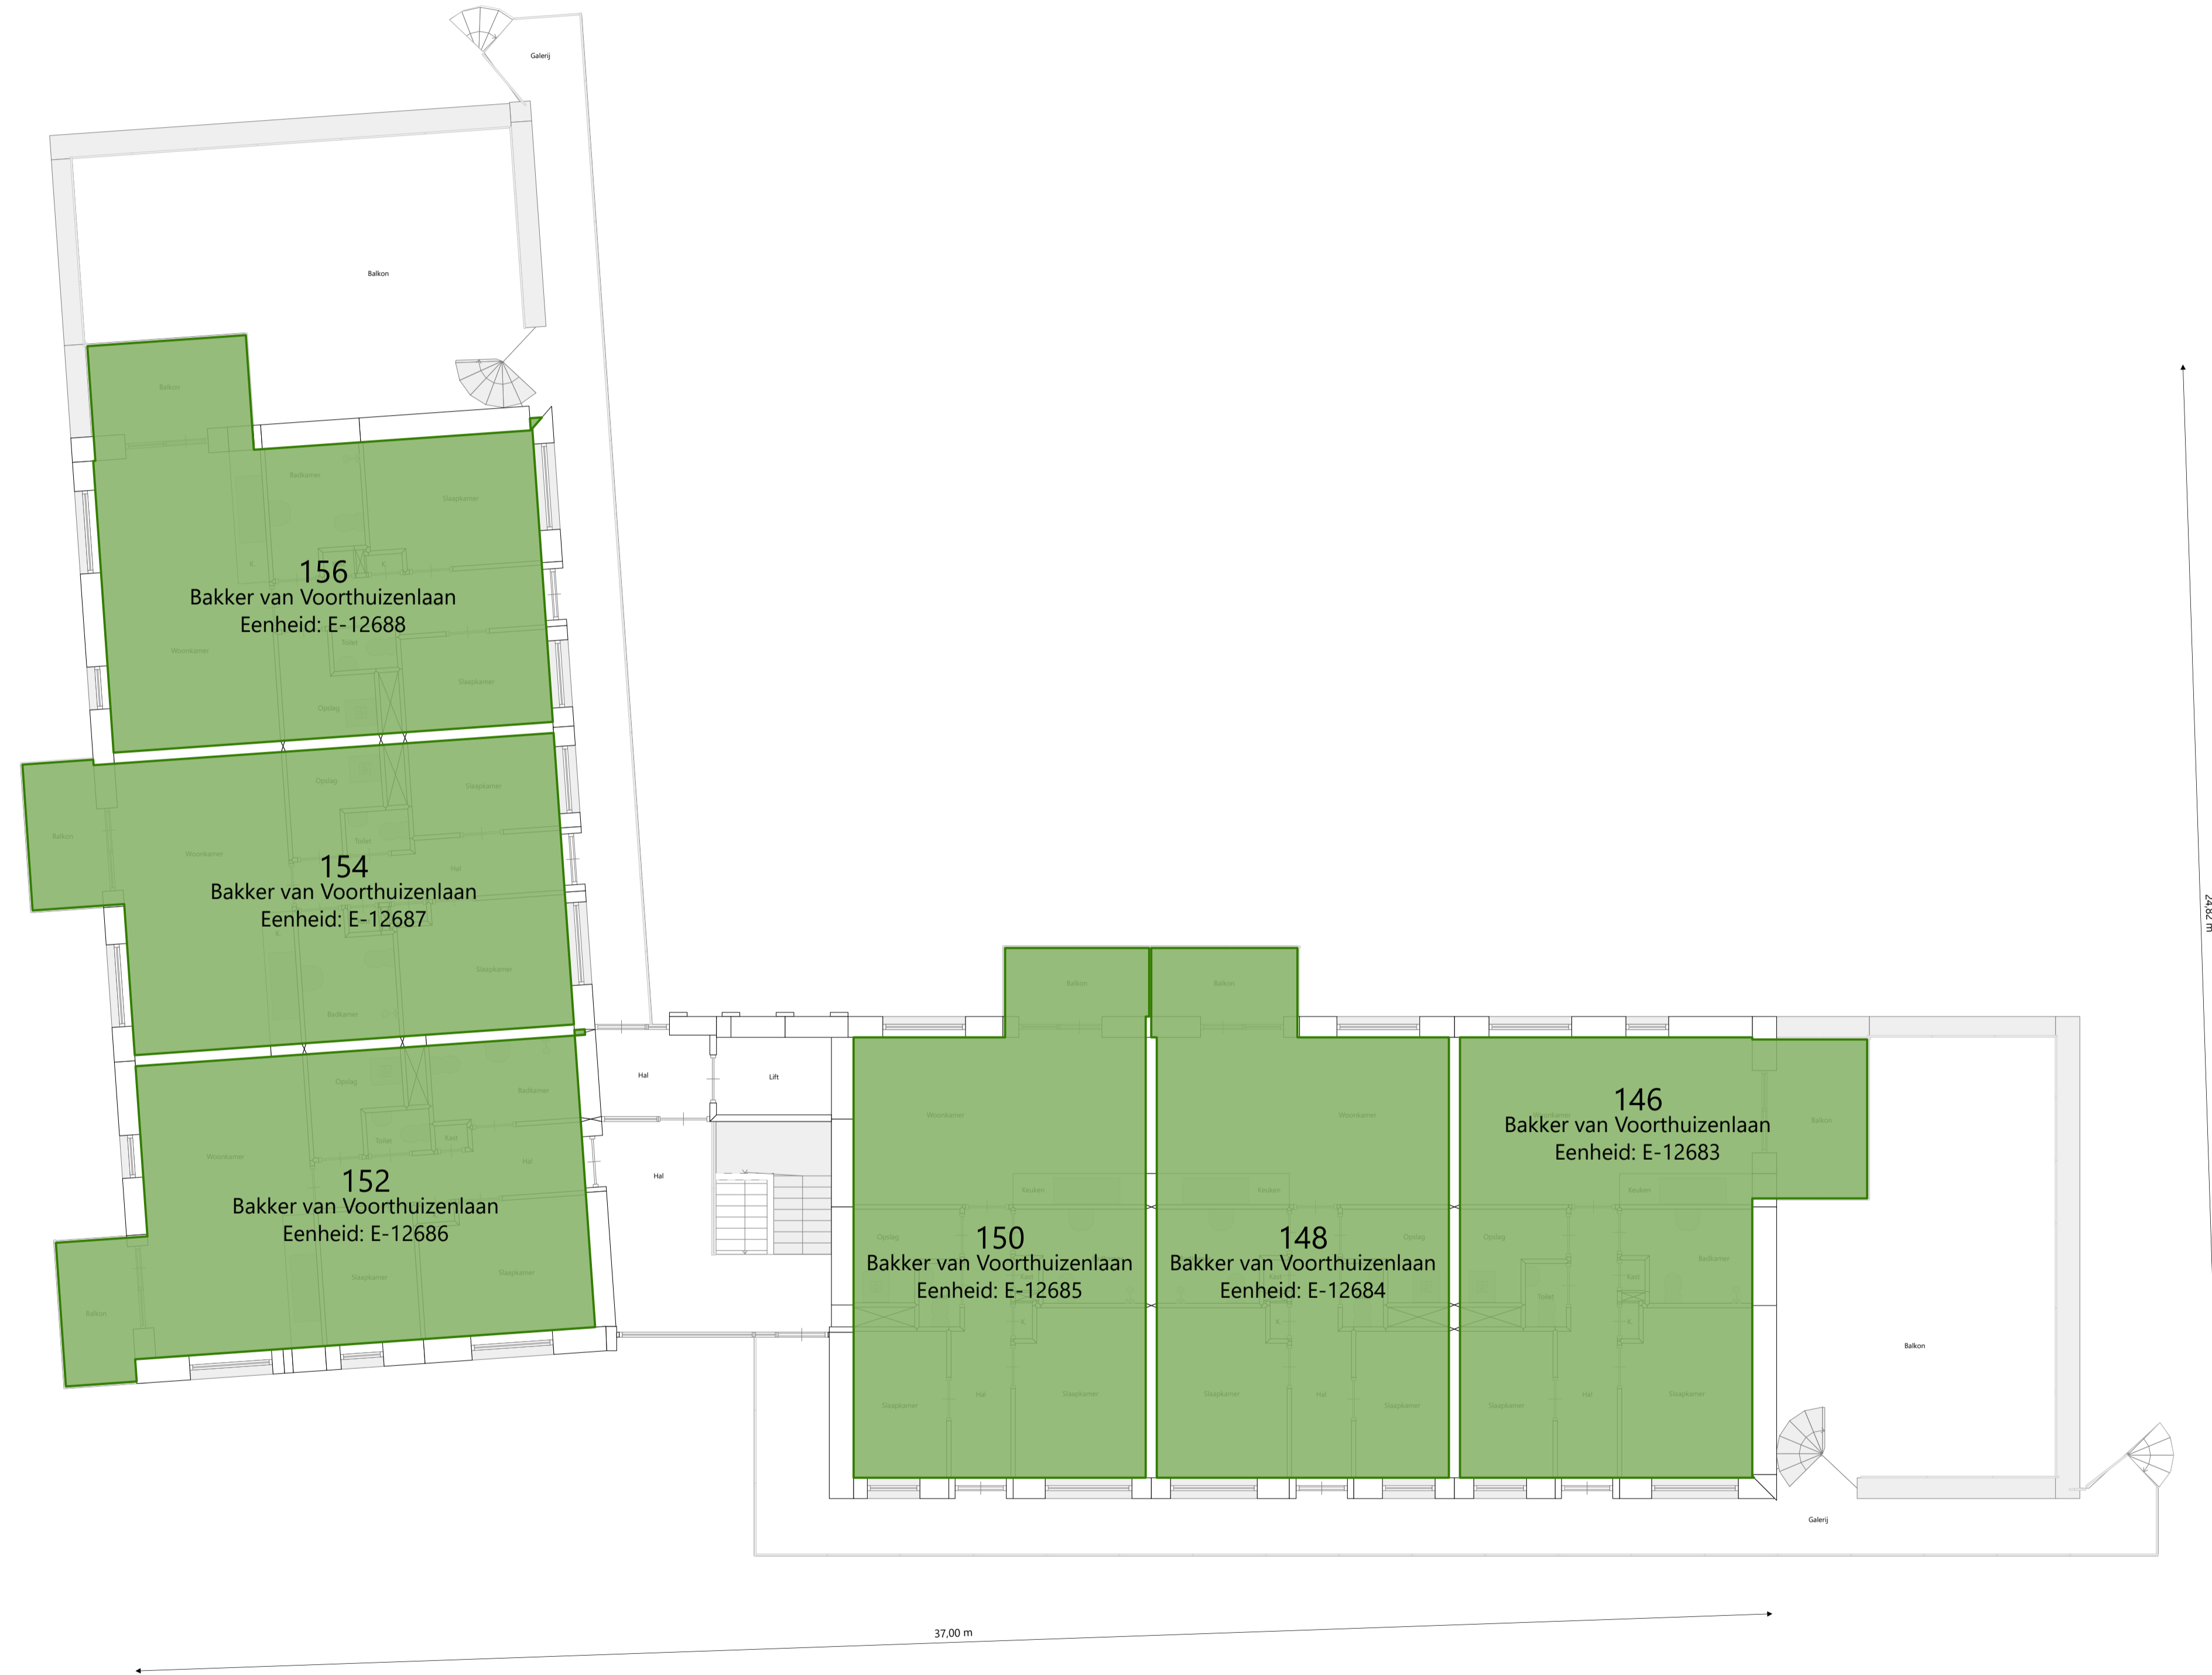 Galerij
Balkon
Balkon
Badkamer
Slaapkamer
K.
K.
156
Bakker van Voorthuizenlaan
Eenheid: E-12688
Toilet
Woonkamer
Slaapkamer
Opslag
Opslag
Slaapkamer
Balkon
Toilet
Woonkamer
154
Hal
Bakker van Voorthuizenlaan
Eenheid: E-12687
K.
Slaapkamer
Badkamer
24,82 m
Balkon
Balkon
Hal
Lift
Opslag
Badkamer
Toilet
Kast
Woonkamer
Hal
152
Bakker van Voorthuizenlaan
Eenheid: E-12686
Slaapkamer
Slaapkamer
Balkon
Hal
Woonkamer
Woonkamer
146
Bakker van Voorthuizenlaan
Eenheid: E-12683
Balkon
Keuken
Keuken
Keuken
Opslag
Opslag
Opslag
Badkamer
150
Bakker van Voorthuizenlaan
Eenheid: E-12685
148
Bakker van Voorthuizenlaan
Eenheid: E-12684
Kast
Kast
Kast
Toilet
K.
K.
K.
Balkon
Slaapkamer
Hal
Slaapkamer
Slaapkamer
Hal
Slaapkamer
Slaapkamer
Hal
Slaapkamer
Galerij
37,00 m